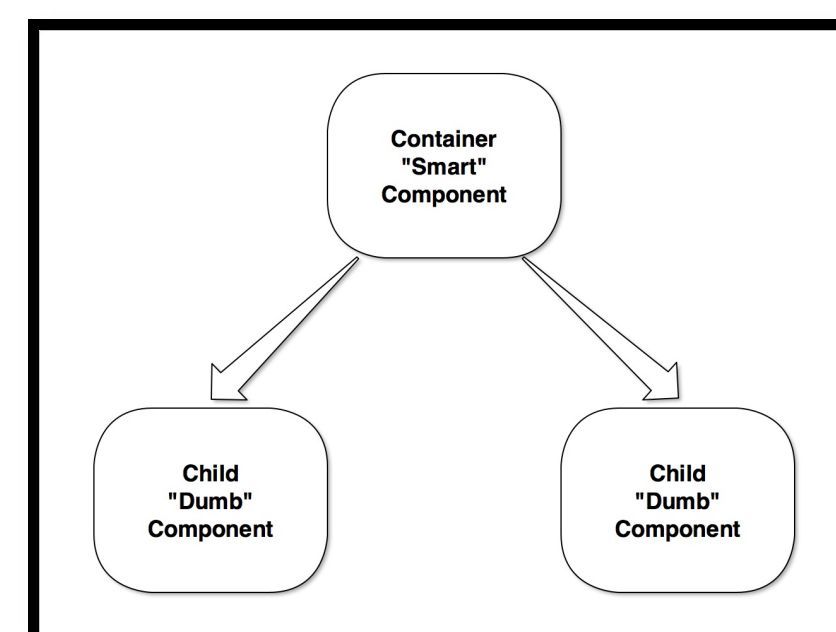 Container
"Smart"
Component
Child
"Dumb"
Component
Child
"Dumb"
Component